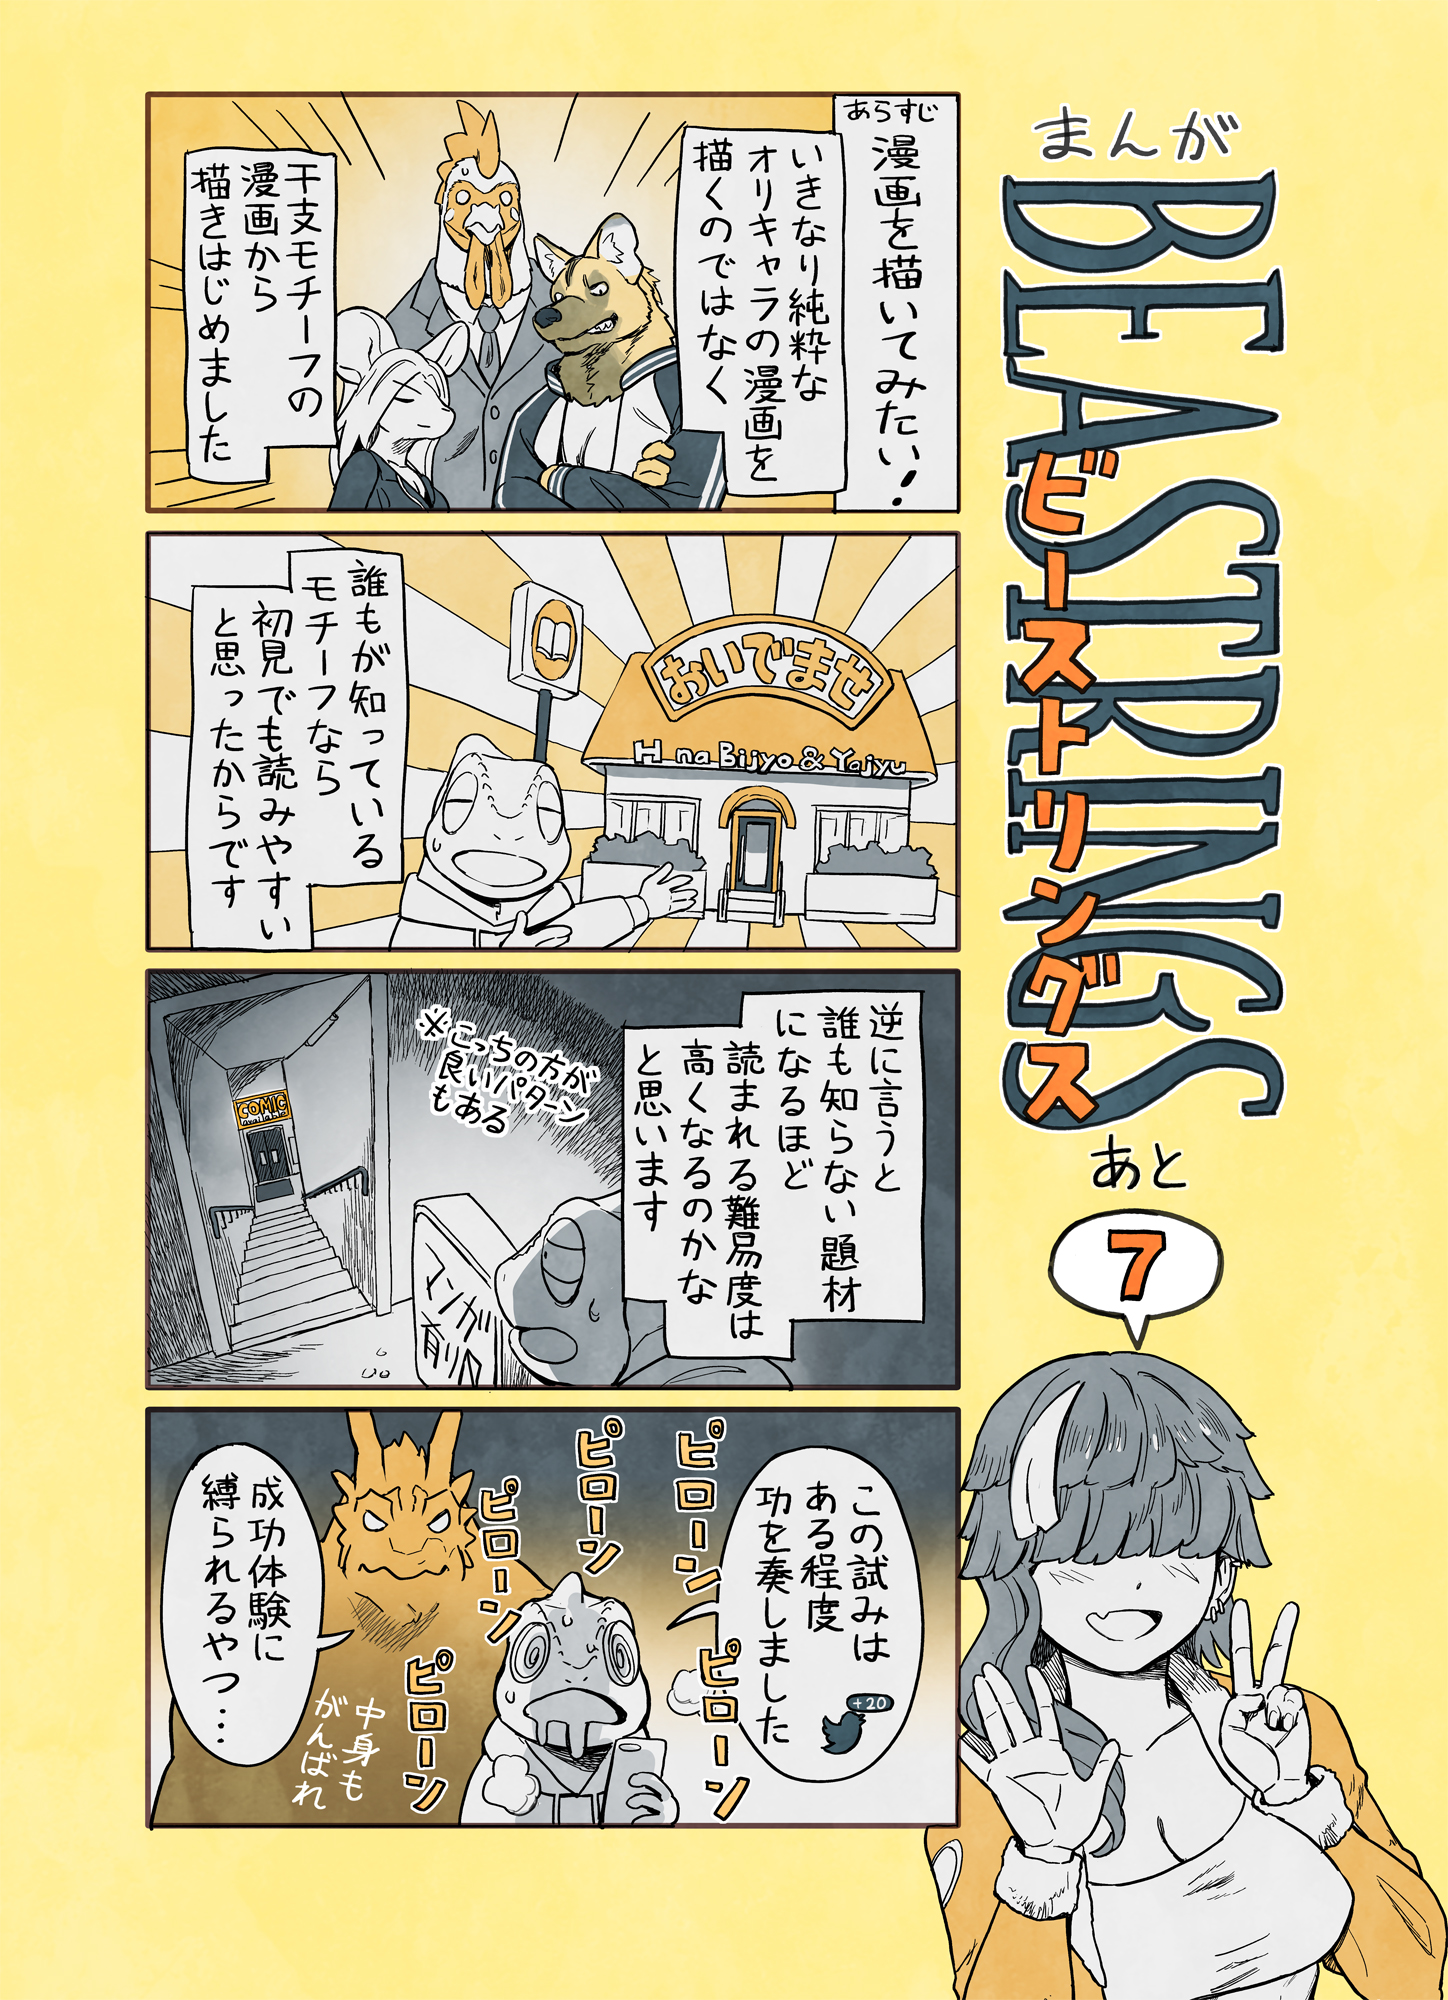 まんが
BEASTRINGS
ビーストリングス
あと
7
あらすじ
漫画を描いてみたい!
いきなり純粋な
オリキャラの漫画を
描くのではなく
干支モチーフの
漫画から
描きはじめました
誰もが知っている
モチーフなら
初見でも読みやすい
と思ったからです
おいでませ
H na Bijyo & Yajyu
逆に言うと
誰も知らない題材
になるほど
読まれる難易度は
高くなるのかな
と思います
※こっちの方が
良いパターン
もある
COMIC
available
マンガ
有り〼
この試みは
ある程度
功を奏しました
+20
ピローン
ピローン
ピローン
ピローン
ピローン
成功体験に
縛られるやつ...
中身も
がんばれ